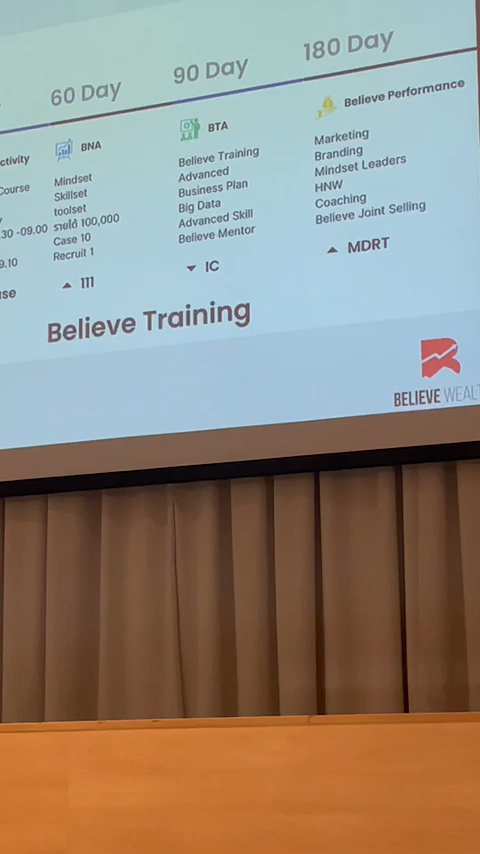 60 Day
90 Day
180 Day
ctivity
Course
.30 -09.00
9.10
se
BNA
Mindset
Skillset
toolset
รายได้ 100,000
Case 10
Recruit 1
▲ 111
BTA
Believe Training
Advanced
Business Plan
Big Data
Advanced Skill
Believe Mentor
▼ IC
Believe Performance
Marketing
Branding
Mindset Leaders
HNW
Coaching
Believe Joint Selling
▲ MDRT
Believe Training
BELIEVE WEAL